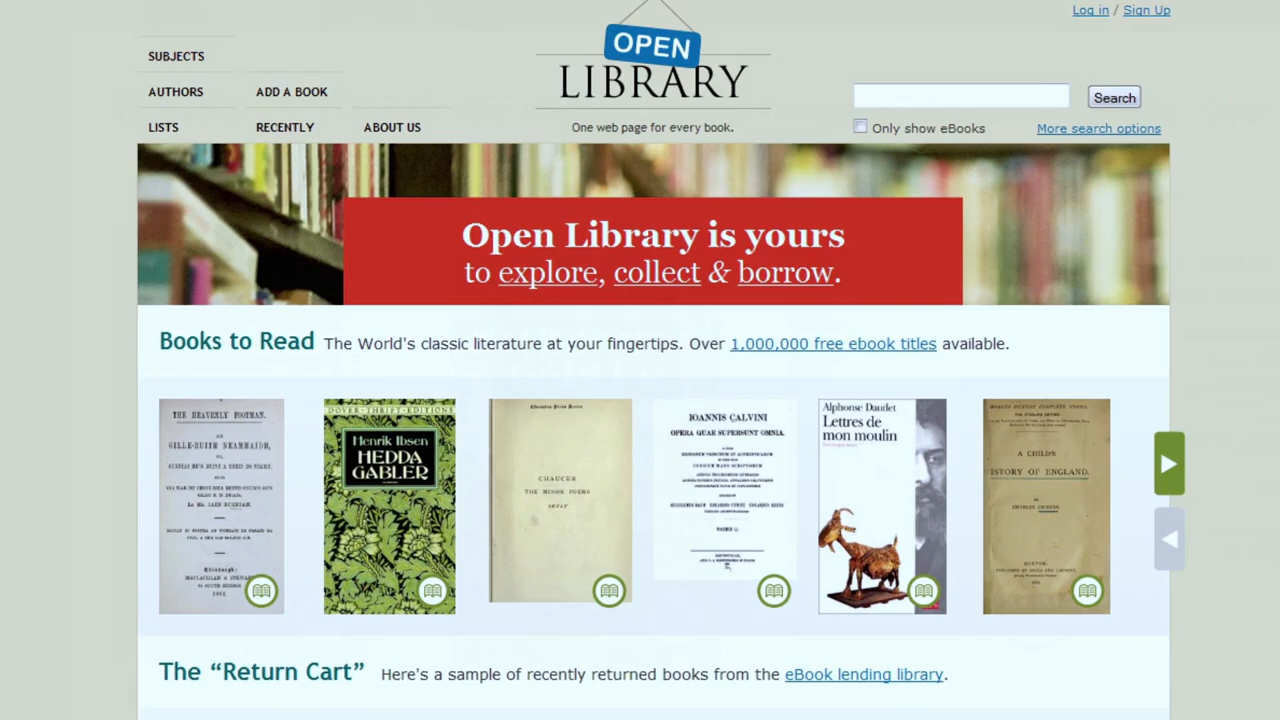 Log in / Sign Up
SUBJECTS
AUTHORS
ADD A BOOK
LISTS
RECENTLY
ABOUT US
OPEN
LIBRARY
One web page for every book.
Search
Only show eBooks
More search options
Open Library is yours
to explore, collect & borrow.
Books to Read The World's classic literature at your fingertips. Over 1,000,000 free ebook titles available.
THE HEAVENLY FOOTMAN.
DOVER · THRIFT · EDITIONS
Henrik Ibsen
HEDDA
GABLER
CHAUCER
THE MINOR POEMS
SKEAT
IOANNIS CALVINI
OPERA QUAE SUPERSUNT OMNIA.
Alphonse Daudet
Lettres de
mon moulin
A CHILD'S
ISTORY OF ENGLAND.
BY
CHARLES DICKENS.
The “Return Cart” Here's a sample of recently returned books from the eBook lending library.